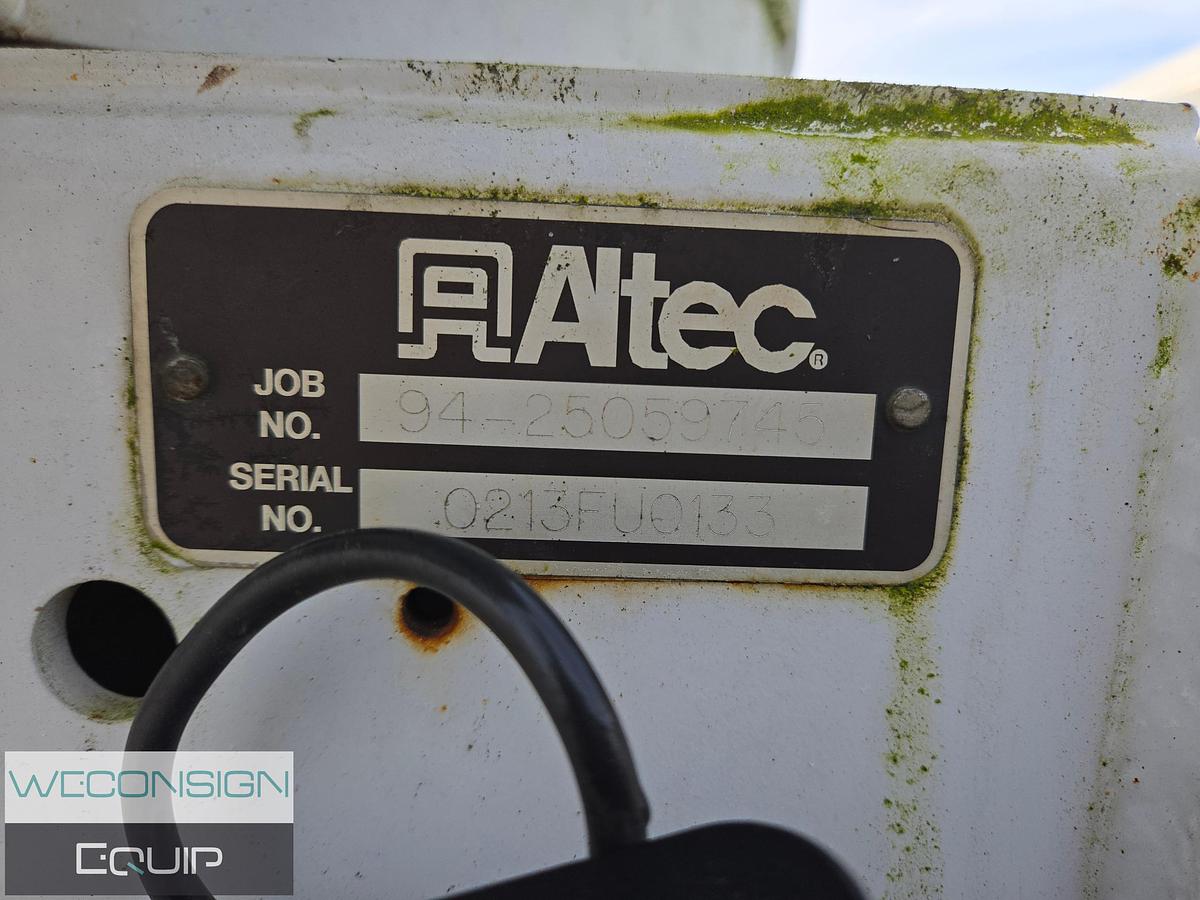 Altec®
JOB NO. 94-25059745
SERIAL NO. 0213FU0133
WECONSIGN
EQUIP